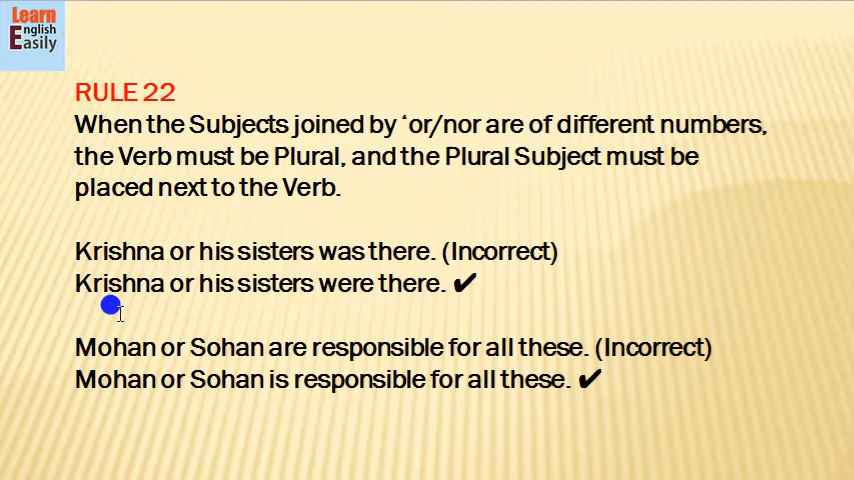 Learn
English
Easily
RULE 22
When the Subjects joined by ‘or/nor are of different numbers,
the Verb must be Plural, and the Plural Subject must be
placed next to the Verb.
Krishna or his sisters was there. (Incorrect)
Krishna or his sisters were there. ✔
Mohan or Sohan are responsible for all these. (Incorrect)
Mohan or Sohan is responsible for all these. ✔